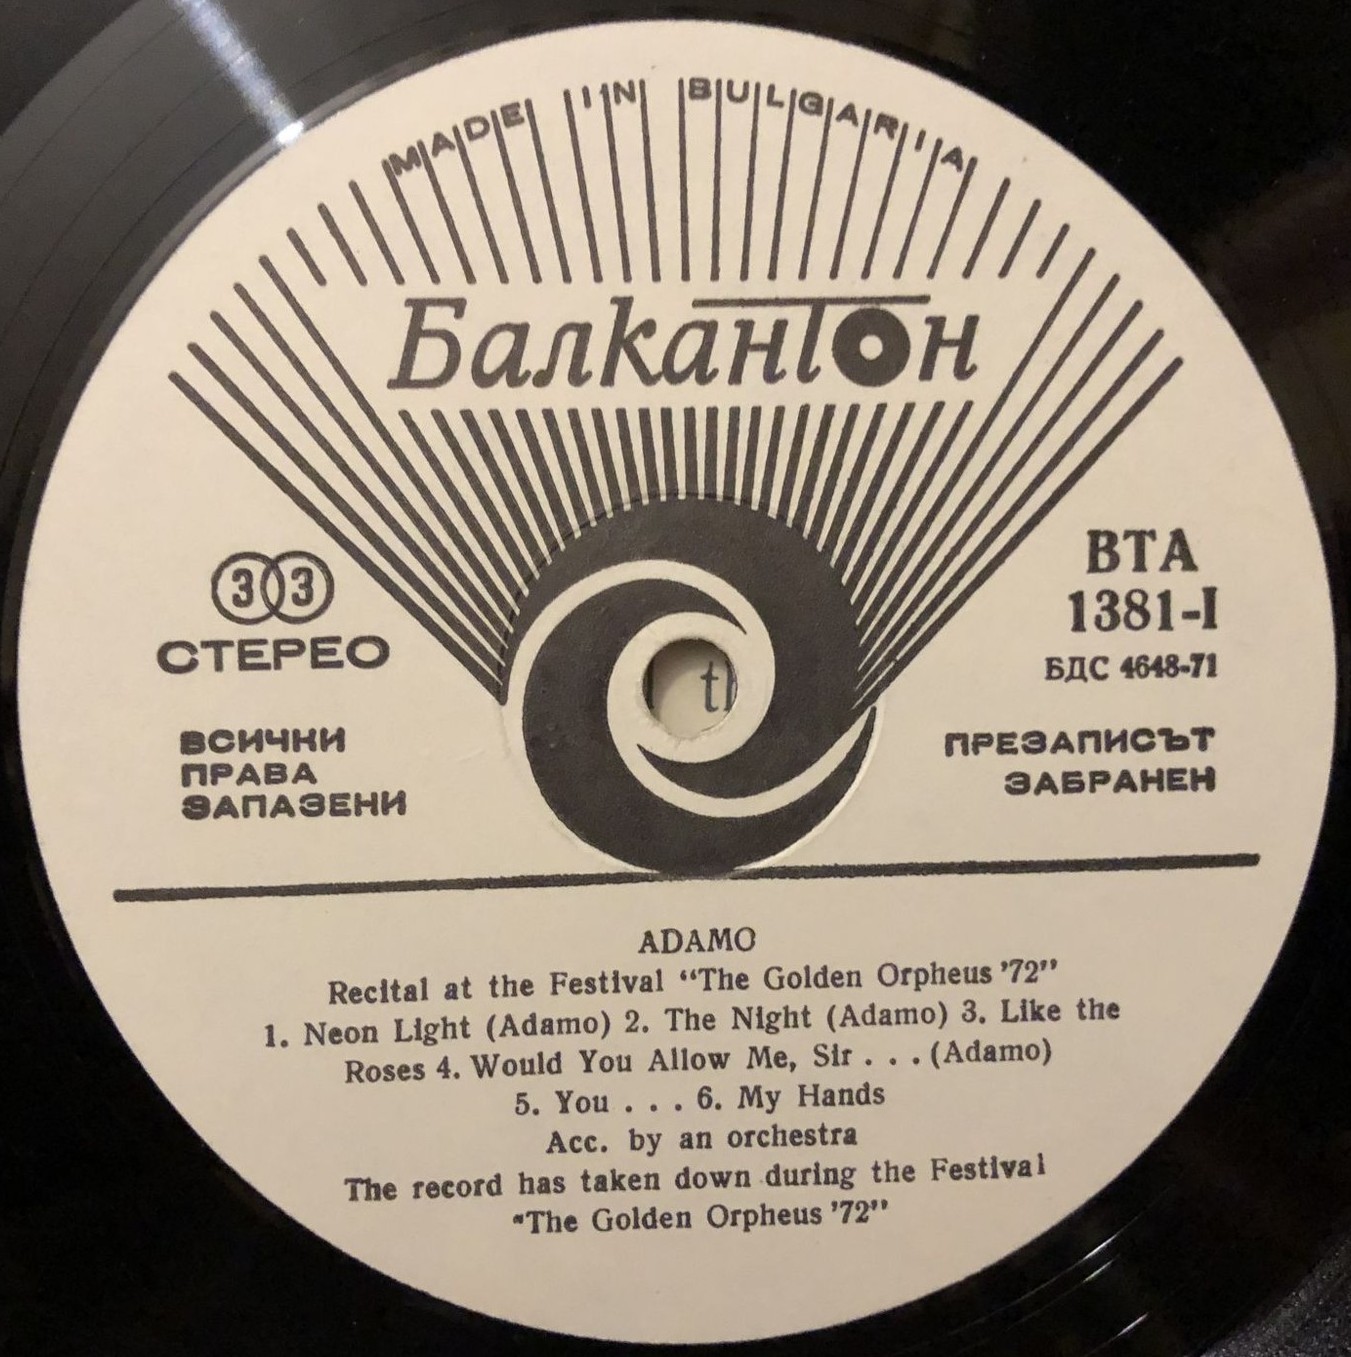 MADE IN BULGARIA
Балкантон
33
СТЕРЕО
ВТА
1381-I
БДС 4648-71
ВСИЧКИ
ПРАВА
ЗАПАЗЕНИ
ПРЕЗАПИСЪТ
ЗАБРАНЕН
ADAMO
Recital at the Festival “The Golden Orpheus ’72”
1. Neon Light (Adamo) 2. The Night (Adamo) 3. Like the
Roses 4. Would You Allow Me, Sir . . . (Adamo)
5. You . . . 6. My Hands
Acc. by an orchestra
The record has taken down during the Festival
“The Golden Orpheus ’72”